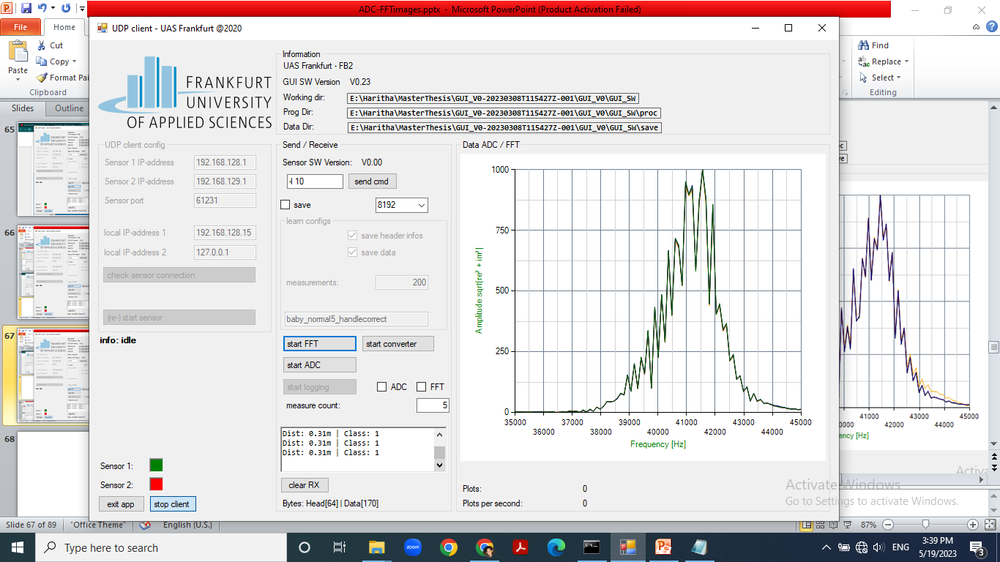 ADC-FFTimages.pptx - Microsoft PowerPoint (Product Activation Failed)
File
Home
Cut
Copy
Format Pai
Paste
Clipboard
Find
Replace
Select
Editing
Slides
Outline
65
66
67
68
UDP client - UAS Frankfurt @2020
FRANKFURT
UNIVERSITY
OF APPLIED SCIENCES
Information
UAS Frankfurt - FB2
GUI SW Version V0.23
Working dir: E:\Haritha\MasterThesis\GUI_V0-20230308T115427Z-001\GUI_V0\GUI_SW
Prog Dir: E:\Haritha\MasterThesis\GUI_V0-20230308T115427Z-001\GUI_V0\GUI_SW\proc
Data Dir: E:\Haritha\MasterThesis\GUI_V0-20230308T115427Z-001\GUI_V0\GUI_SW\save
UDP client config
Sensor 1 IP-address 192.168.128.1
Sensor 2 IP-address 192.168.129.1
Sensor port 61231
local IP-address 1 192.168.128.15
local IP-address 2 127.0.0.1
check sensor connection
(re-) start sensor
info: idle
Sensor 1:
Sensor 2:
exit app
stop client
Send / Receive
Sensor SW Version: V0.00
-l 10
send cmd
save
8192
learn configs
save header infos
save data
measurements: 200
baby_normal5_handlecorrect
start FFT
start converter
start ADC
start logging
ADC
FFT
measure count: 5
Dist: 0.31m | Class: 1
Dist: 0.31m | Class: 1
Dist: 0.31m | Class: 1
clear RX
Bytes: Head[64] | Data[170]
Data ADC / FFT
Amplitude sqrt(re² + im²)
1000
750
500
250
0
35000 37000 39000 41000 43000 45000
36000 38000 40000 42000 44000
Frequency [Hz]
Plots: 0
Plots per second: 0
41000 43000 45000
0000 42000 44000
ency [Hz]
Activa
Activate Windows
Go to Settings to activate Windows.
Slide 67 of 89
"Office Theme"
English (U.S.)
87%
Type here to search
zoom
ENG
3:39 PM
5/19/2023
3